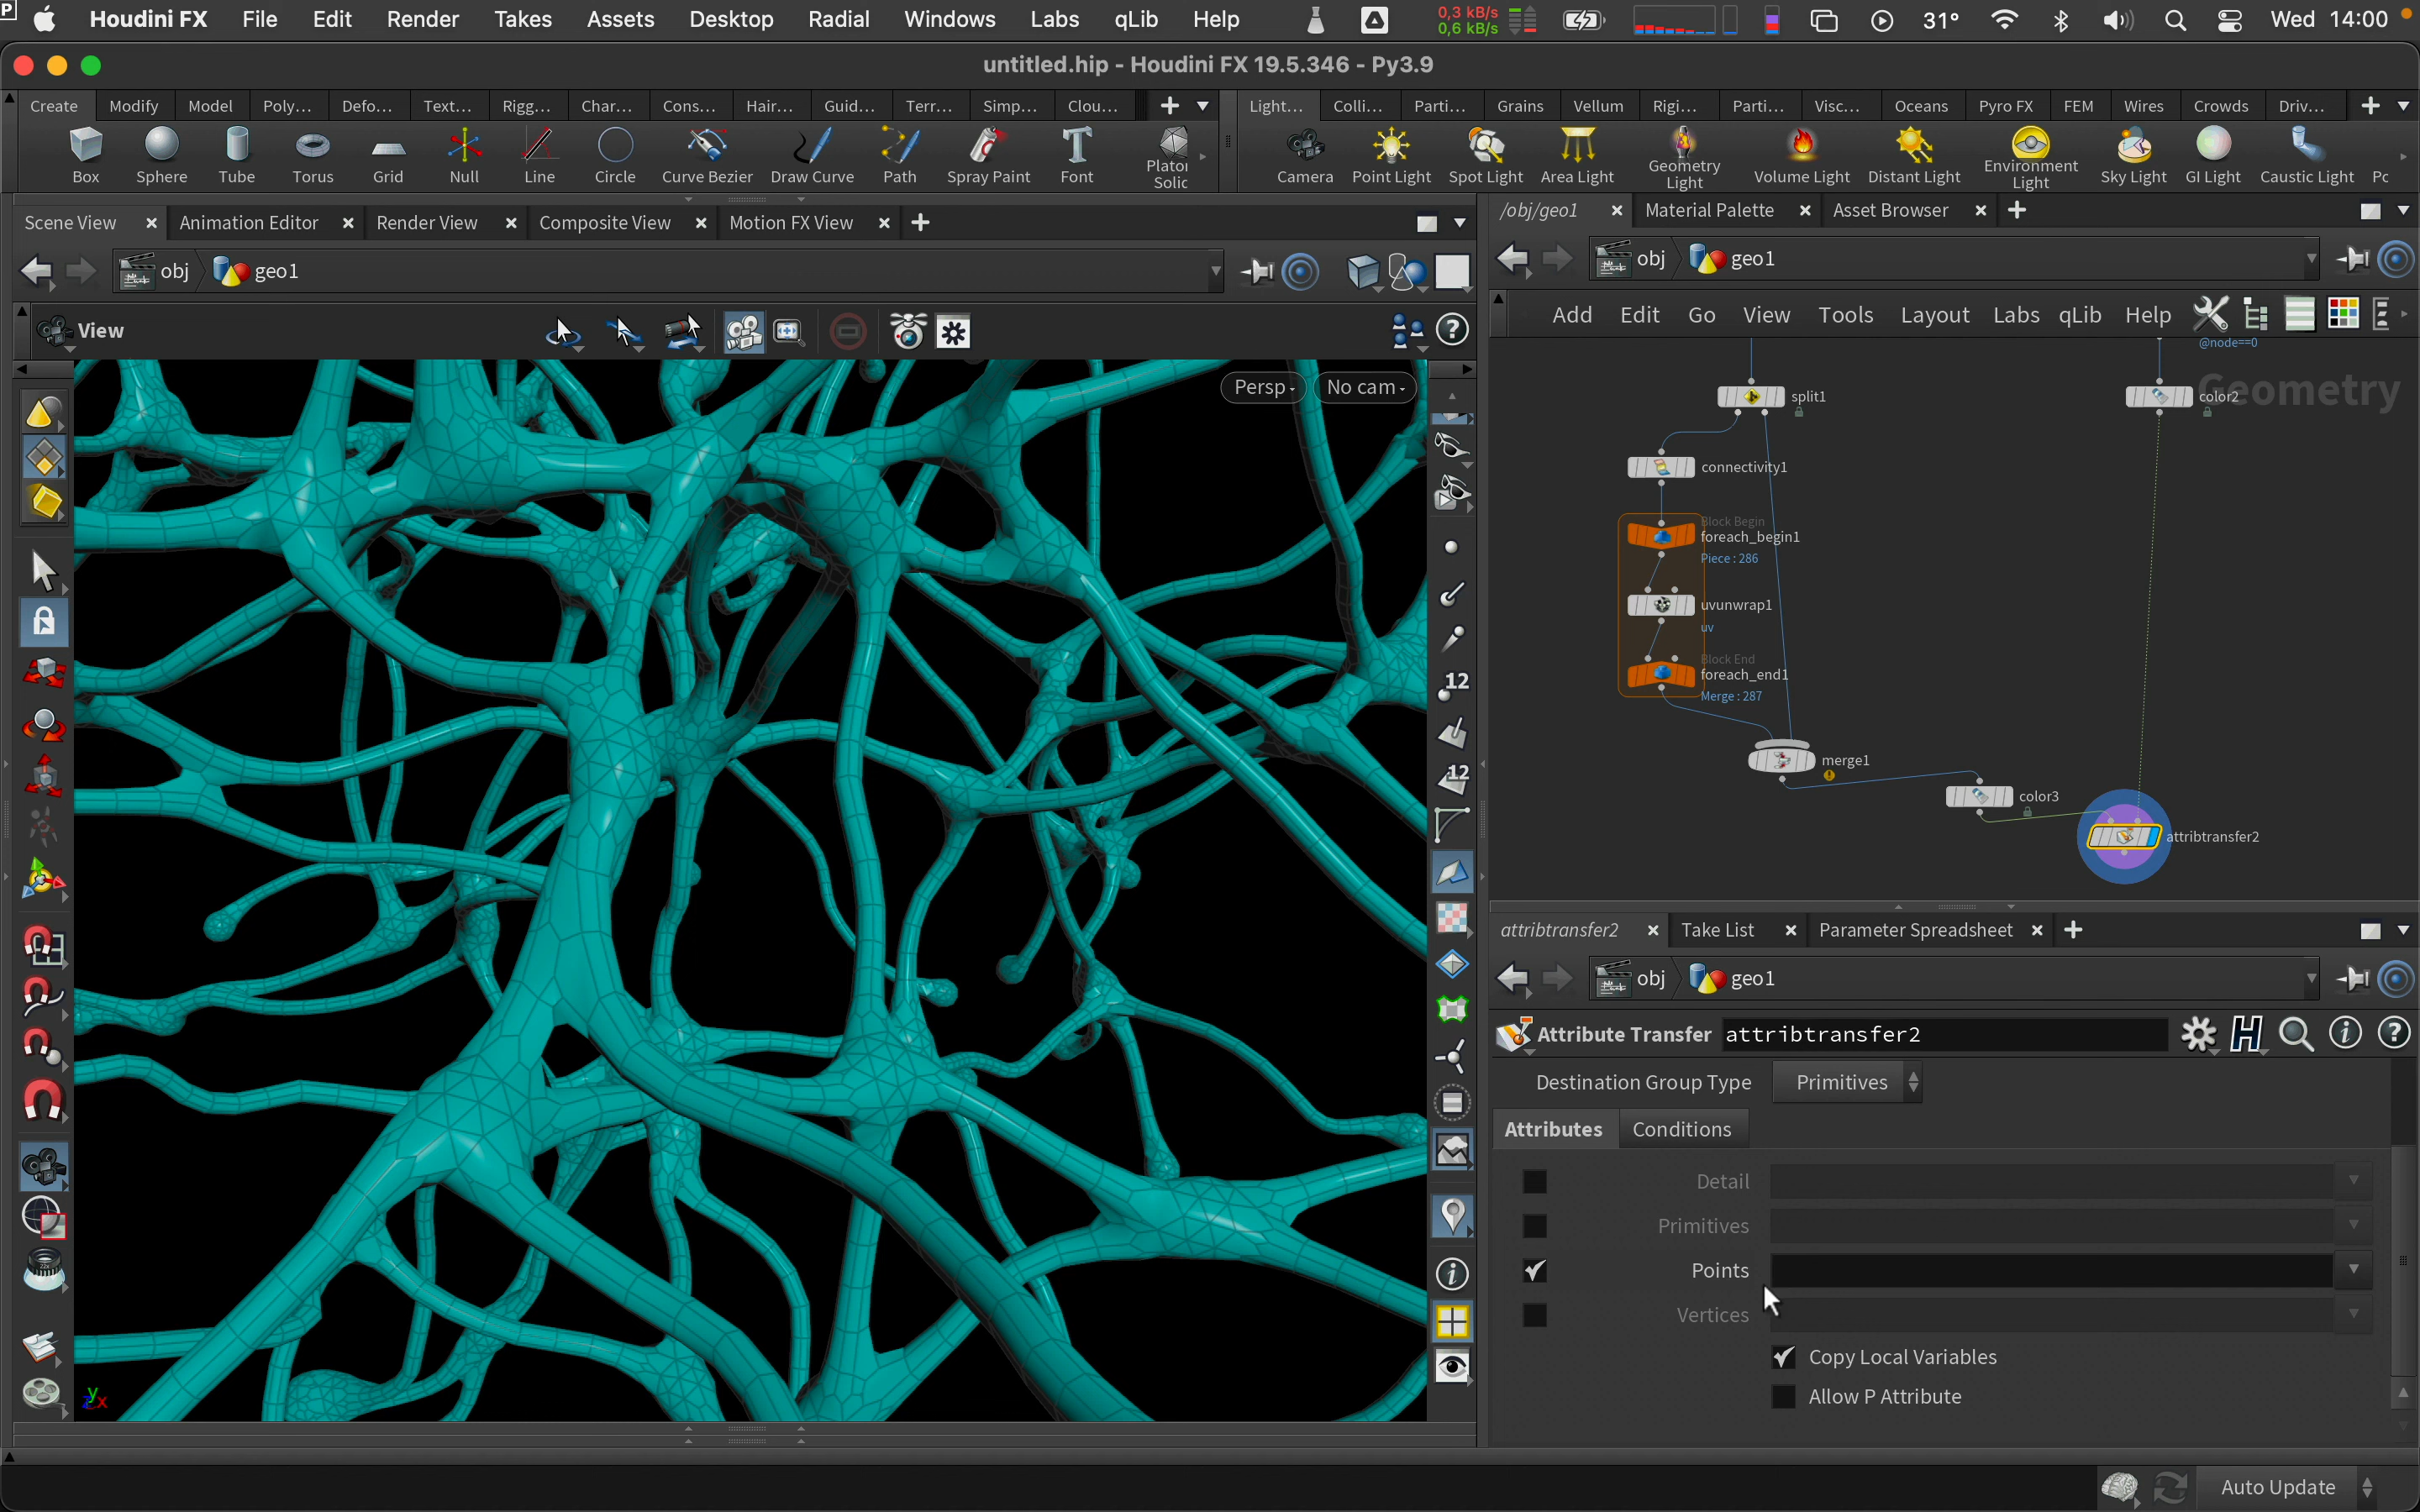 Houdini FX File Edit Render Takes Assets Desktop Radial Windows Labs qLib Help 0,3 kB/s 0,6 kB/s 31° Wed 14:00
untitled.hip - Houdini FX 19.5.346 - Py3.9
Create Modify Model Poly... Defo... Text... Rigg... Char... Cons... Hair... Guid... Terr... Simp... Clou...
Light... Colli... Parti... Grains Vellum Rigi... Parti... Visc... Oceans Pyro FX FEM Wires Crowds Driv...
Box Sphere Tube Torus Grid Null Line Circle Curve Bezier Draw Curve Path Spray Paint Font
Camera Point Light Spot Light Area Light Geometry Light Volume Light Distant Light Environment Light Sky Light GI Light Caustic Light
Scene View Animation Editor Render View Composite View Motion FX View
/obj/geo1 Material Palette Asset Browser
obj geo1
obj geo1
View
Add Edit Go View Tools Layout Labs qLib Help
Persp No cam
12
12
@node==0
Geometry
split1
color2
connectivity1
Block Begin
foreach_begin1
Piece : 286
uvunwrap1
uv
Block End
foreach_end1
Merge : 287
merge1
color3
attribtransfer2
attribtransfer2 Take List Parameter Spreadsheet
obj geo1
Attribute Transfer attribtransfer2
Destination Group Type Primitives
Attributes Conditions
Detail
Primitives
Points
Vertices
Copy Local Variables
Allow P Attribute
y x
Auto Update